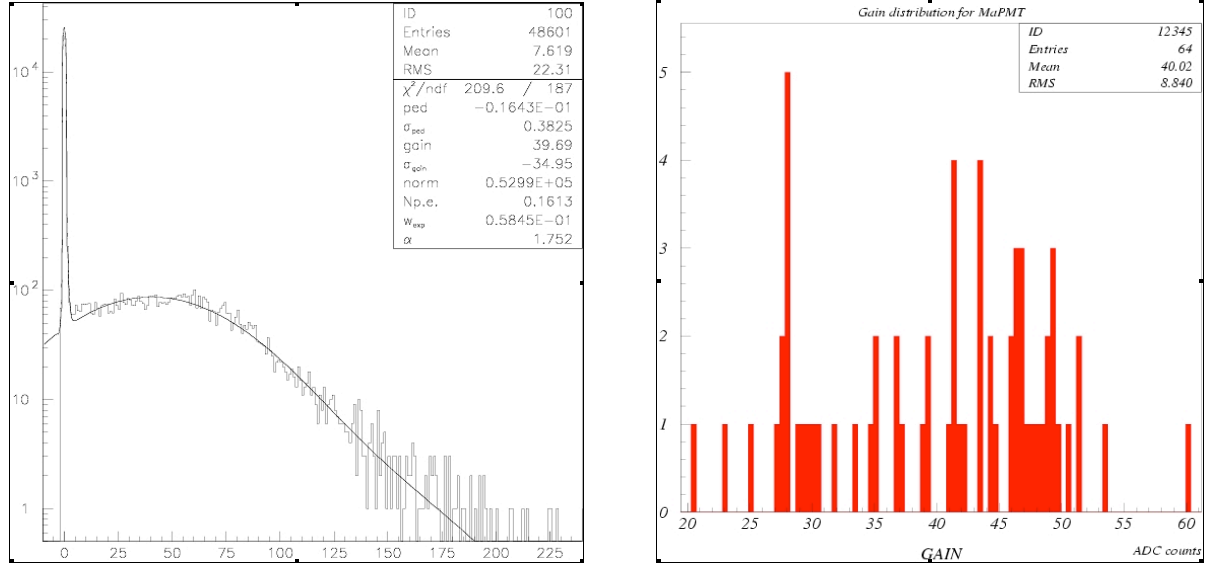 ID 100
Entries 48601
Mean 7.619
RMS 22.31
χ²/ndf 209.6 / 187
ped -0.1643E-01
σped 0.3825
gain 39.69
σgain -34.95
norm 0.5299E+05
Np.e. 0.1613
wexp 0.5845E-01
α 1.752
10⁴
10³
10²
10
1
0 25 50 75 100 125 150 175 200 225
Gain distribution for MaPMT
ID 12345
Entries 64
Mean 40.02
RMS 8.840
5
4
3
2
1
0
20 25 30 35 40 45 50 55 60
GAIN
ADC counts